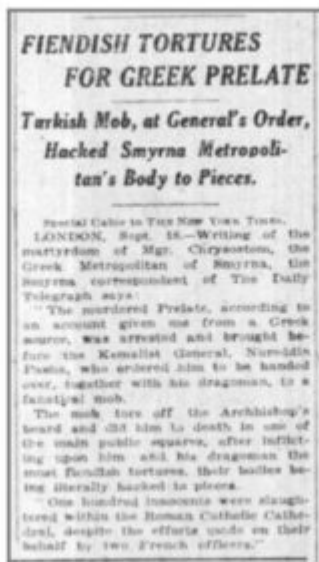 FIENDISH TORTURES
FOR GREEK PRELATE
Turkish Mob, at General's Order,
Hacked Smyrna Metropoli-
tan's Body to Pieces.
Special Cable to THE NEW YORK TIMES.
LONDON, Sept. 18.—Writing of the
martyrdom of Mgr. Chrysostom, the
Greek Metropolitan of Smyrna, the
Smyrna correspondent of The Daily
Telegraph says:
"The murdered Prelate, according to
an account given me from a Greek
source, was arrested and brought be-
fore the Kemalist General, Nureddin
Pasha, who ordered him to be handed
over, together with his dragoman, to a
fanatical mob.
The mob tore off the Archbishop's
beard and did him to death in one of
the main public squares, after inflict-
ing upon him and his dragoman the
most fiendish tortures, their bodies be-
ing literally hacked to pieces.
"One hundred innocents were slaugh-
tered within the Roman Catholic Cathe-
dral, despite the efforts made on their
behalf by two French officers."